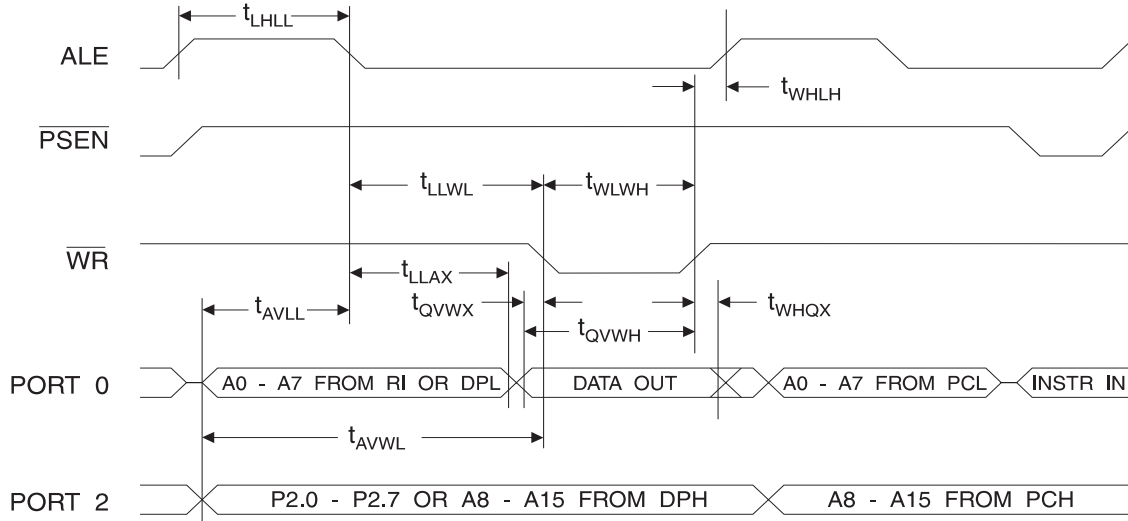 tLHLL
ALE
tWHLH
PSEN
tLLWL
tWLWH
WR
tLLAX
tAVLL
tQVWX
tWHQX
tQVWH
PORT 0
A0 - A7 FROM RI OR DPL
DATA OUT
A0 - A7 FROM PCL
INSTR IN
tAVWL
PORT 2
P2.0 - P2.7 OR A8 - A15 FROM DPH
A8 - A15 FROM PCH